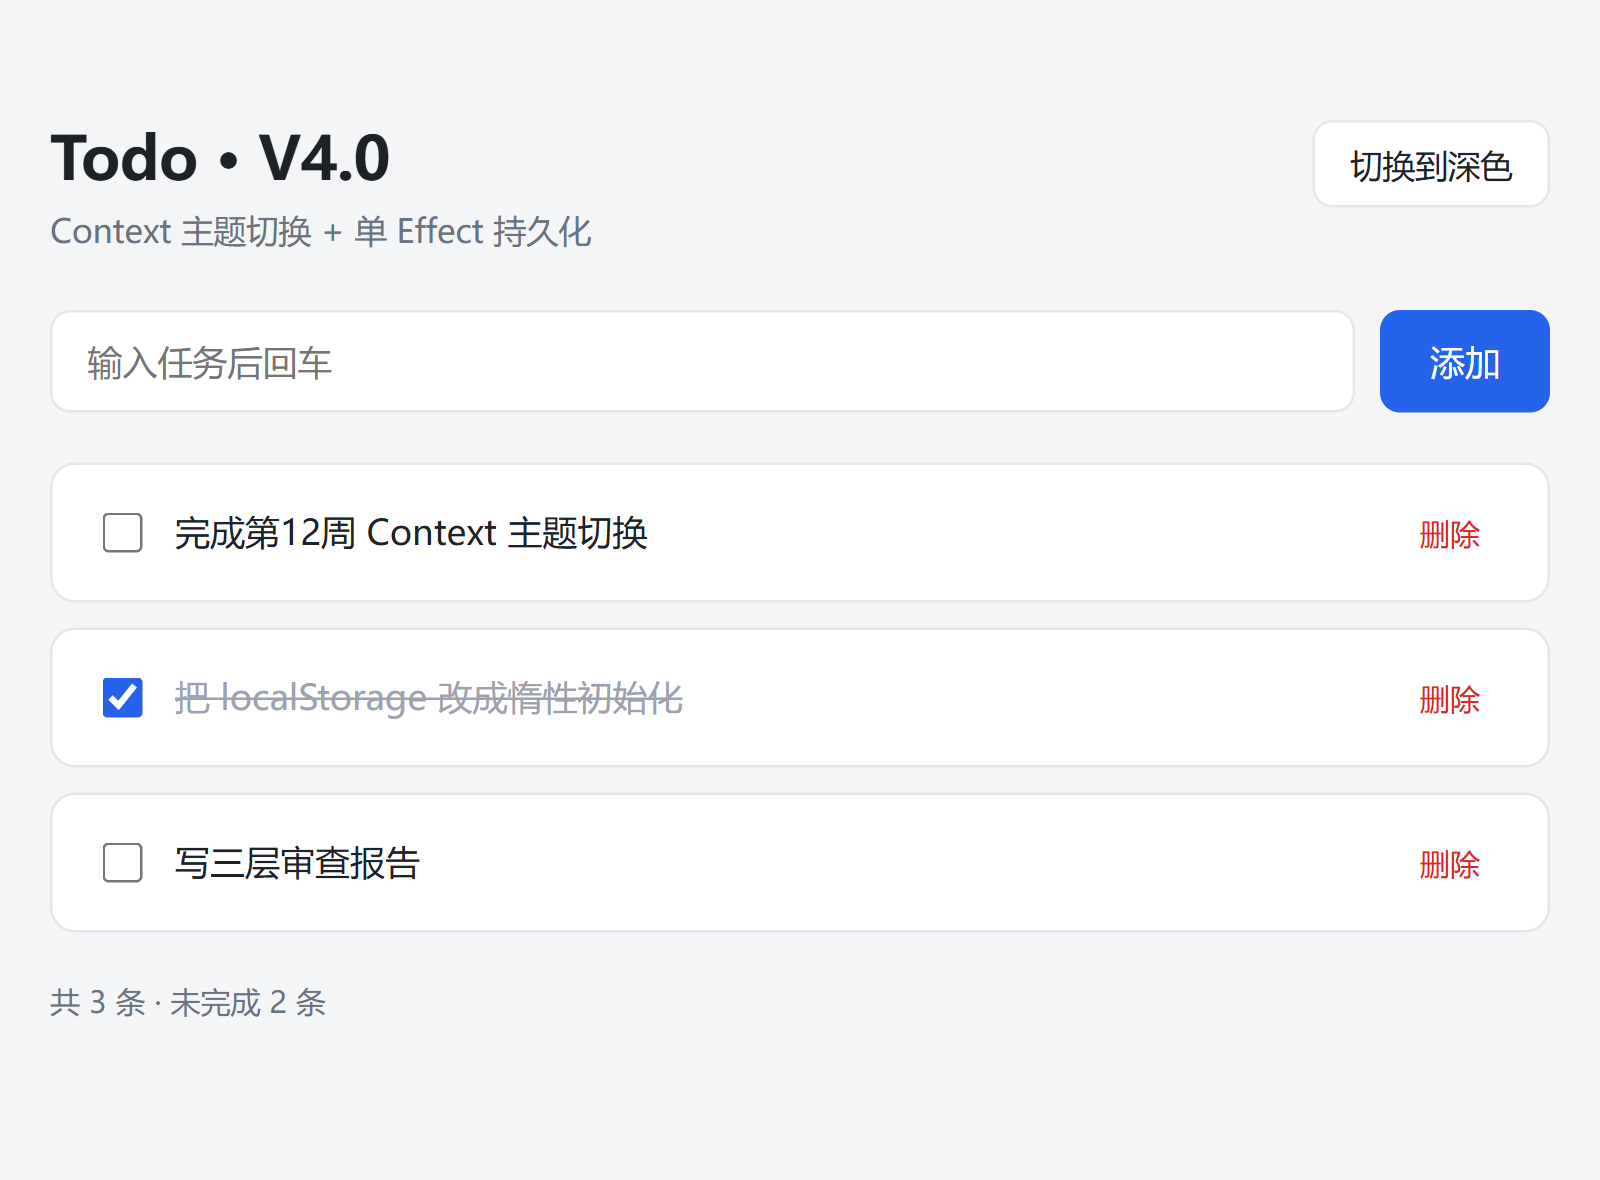 Todo • V4.0
切换到深色
Context 主题切换 + 单 Effect 持久化
输入任务后回车
添加
完成第12周 Context 主题切换
删除
把 localStorage 改成惰性初始化
删除
写三层审查报告
删除
共 3 条 · 未完成 2 条